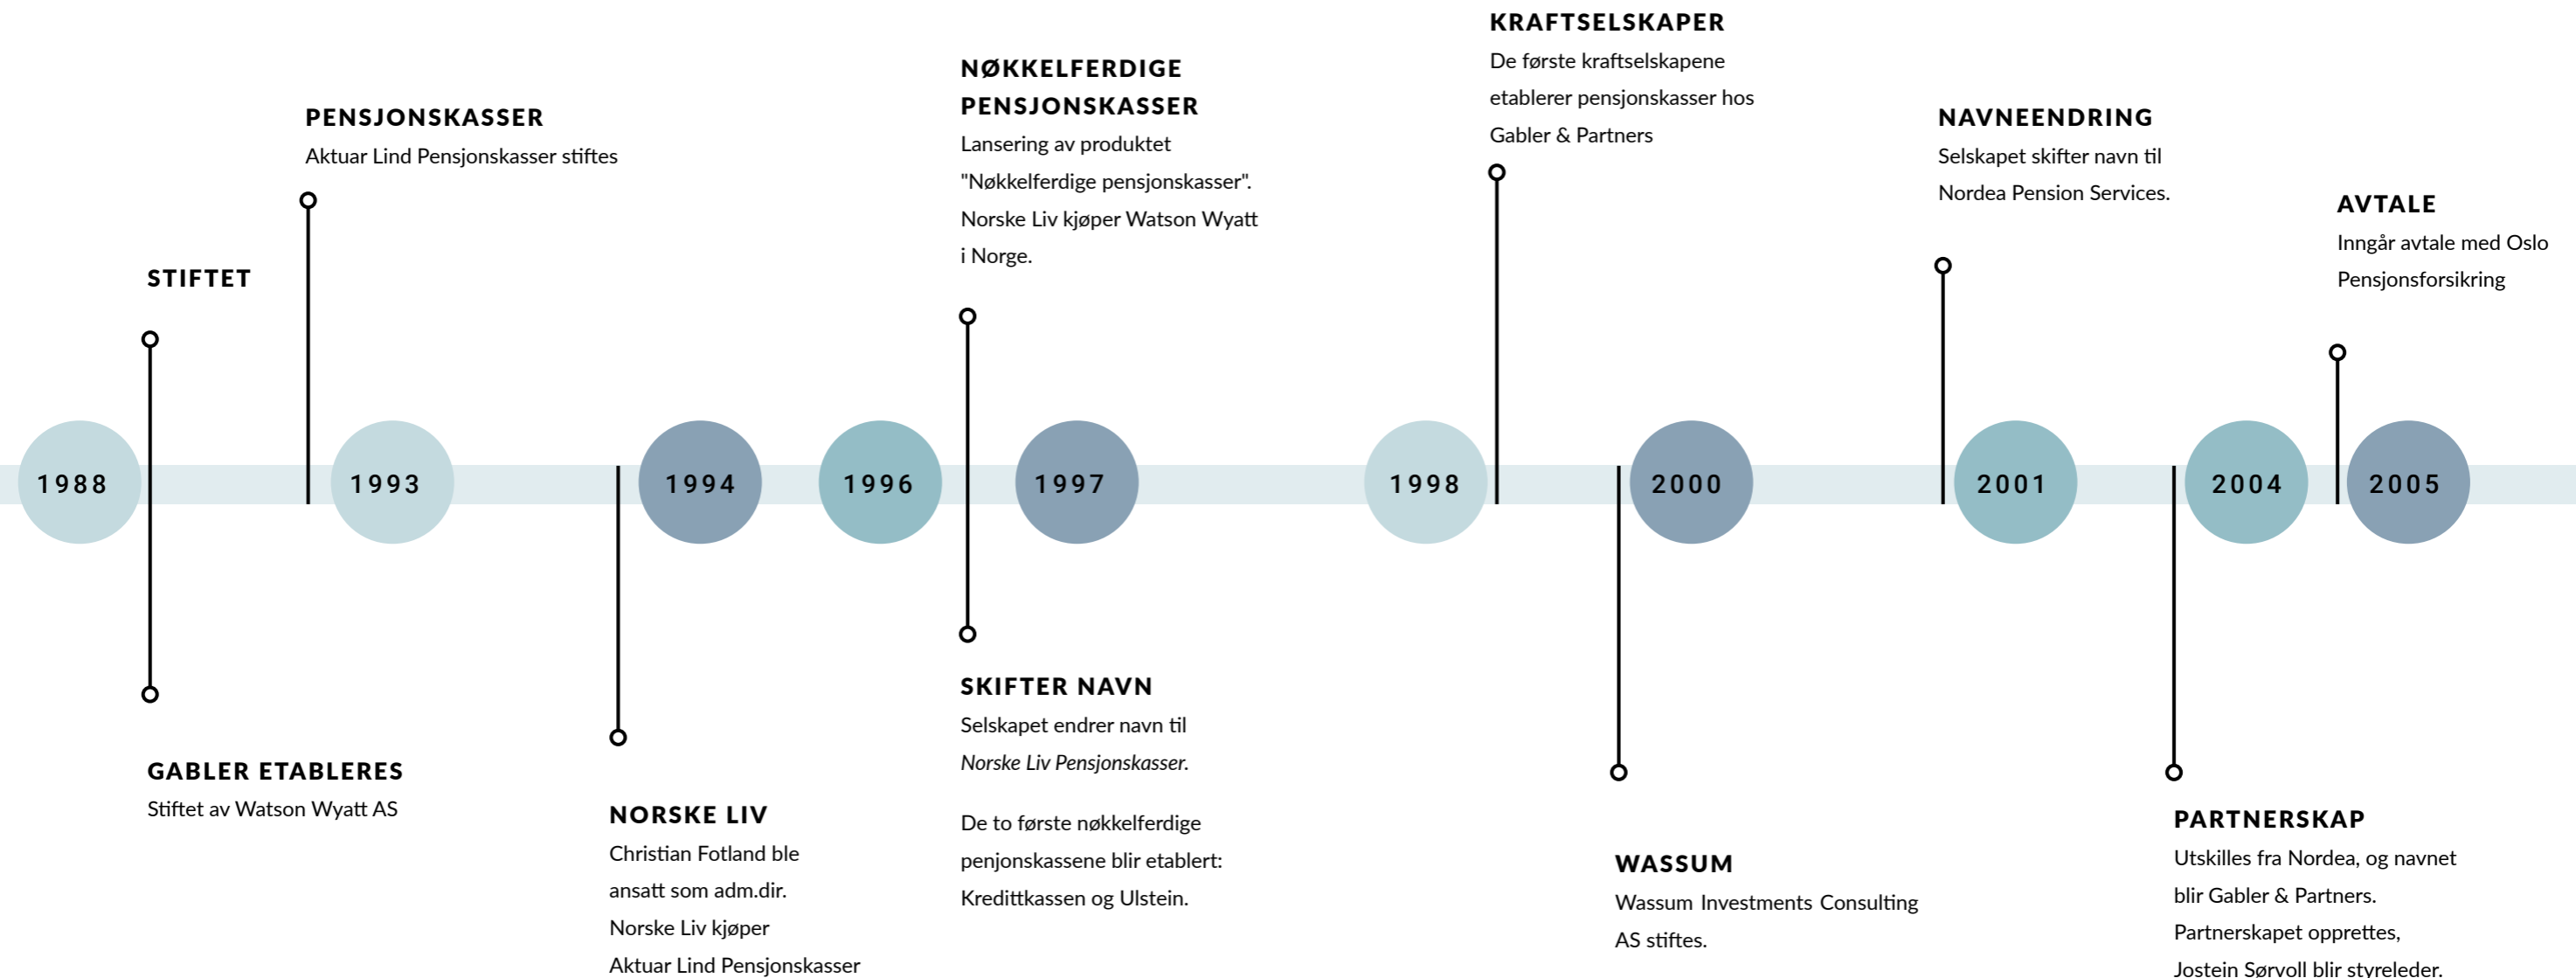 KRAFTSELSKAPER
De første kraftselskapene
etablerer pensjonskasser hos
Gabler & Partners
NØKKELFERDIGE
PENSJONSKASSER
Lansering av produktet
"Nøkkelferdige pensjonskasser".
Norske Liv kjøper Watson Wyatt
i Norge.
PENSJONSKASSER
Aktuar Lind Pensjonskasser stiftes
NAVNEENDRING
Selskapet skifter navn til
Nordea Pension Services.
AVTALE
Inngår avtale med Oslo
Pensjonsforsikring
STIFTET
1988
1993
1994
1996
1997
1998
2000
2001
2004
2005
GABLER ETABLERES
Stiftet av Watson Wyatt AS
NORSKE LIV
Christian Fotland ble
ansatt som adm.dir.
Norske Liv kjøper
Aktuar Lind Pensjonskasser
SKIFTER NAVN
Selskapet endrer navn til
Norske Liv Pensjonskasser.
De to første nøkkelferdige
penjonskassene blir etablert:
Kredittkassen og Ulstein.
WASSUM
Wassum Investments Consulting
AS stiftes.
PARTNERSKAP
Utskilles fra Nordea, og navnet
blir Gabler & Partners.
Partnerskapet opprettes,
Jostein Sørvoll blir styreleder.